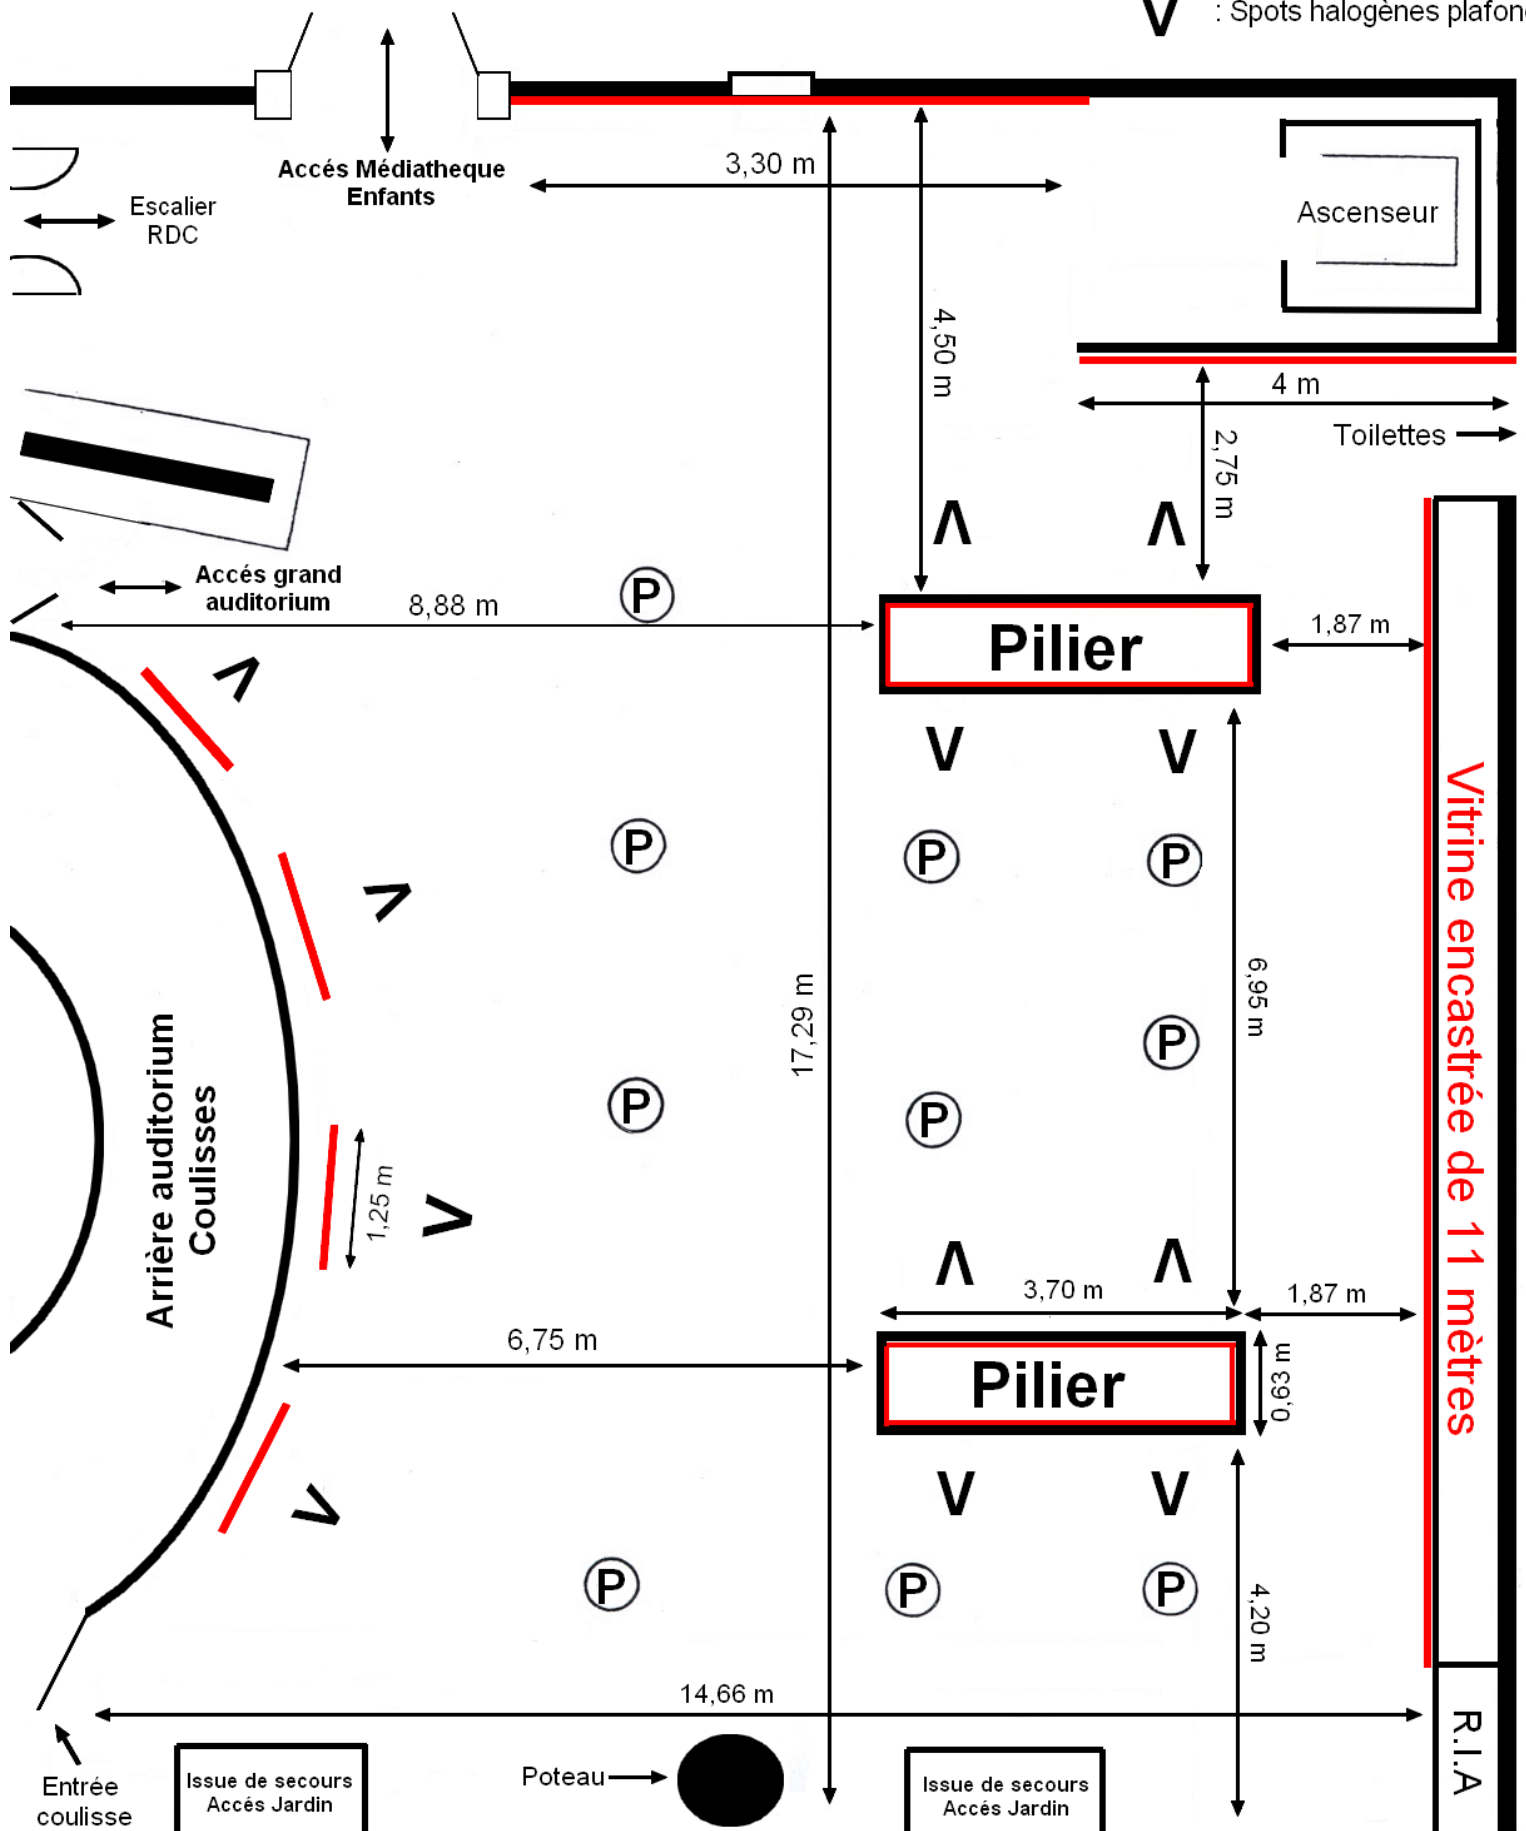 V : Spots halogènes plafon
Accés Médiatheque
Enfants
3,30 m
Escalier
RDC
Ascenseur
4,50 m
4 m
Toilettes
2,75 m
V
V
Accés grand
auditorium
8,88 m
P
Pilier
1,87 m
V
V
V
P
P
P
V
Vitrine encastrée de 11 mètres
6,95 m
17,29 m
P
P
P
Arrière auditorium
Coulisses
1,25 m
V
V
V
3,70 m
1,87 m
6,75 m
Pilier
0,63 m
V
V
V
P
P
P
4,20 m
14,66 m
R.I.A
Entrée
coulisse
Issue de secours
Accés Jardin
Poteau
Issue de secours
Accés Jardin